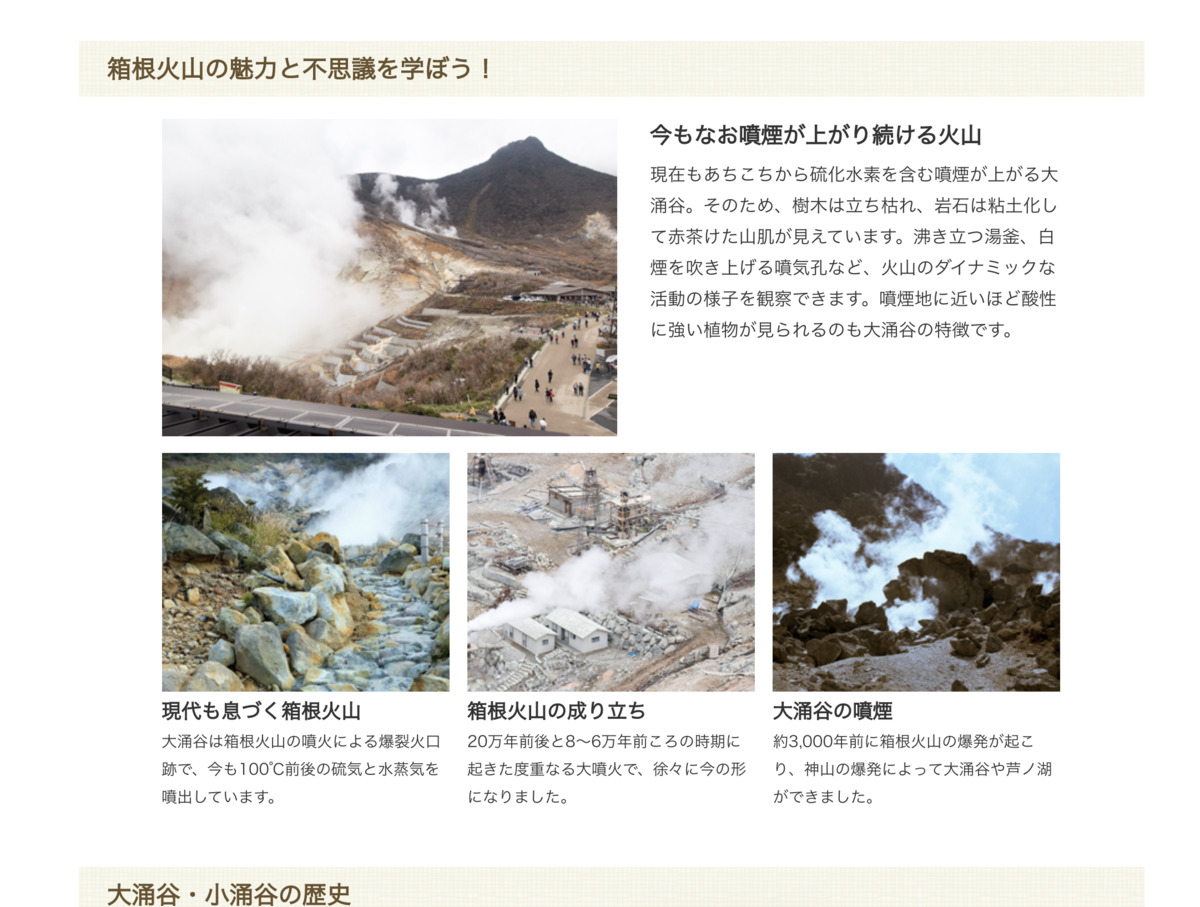 箱根火山の魅力と不思議を学ぼう！
今もなお噴煙が上がり続ける火山
現在もあちこちから硫化水素を含む噴煙が上がる大
涌谷。そのため、樹木は立ち枯れ、岩石は粘土化し
て赤茶けた山肌が見えています。沸き立つ湯釜、白
煙を吹き上げる噴気孔など、火山のダイナミックな
活動の様子を観察できます。噴煙地に近いほど酸性
に強い植物が見られるのも大涌谷の特徴です。
現代も息づく箱根火山
大涌谷は箱根火山の噴火による爆裂火口
跡で、今も100℃前後の硫気と水蒸気を
噴出しています。
箱根火山の成り立ち
20万年前後と8〜6万年前ころの時期に
起きた度重なる大噴火で、徐々に今の形
になりました。
大涌谷の噴煙
約3,000年前に箱根火山の爆発が起こ
り、神山の爆発によって大涌谷や芦ノ湖
ができました。
大涌谷・小涌谷の歴史